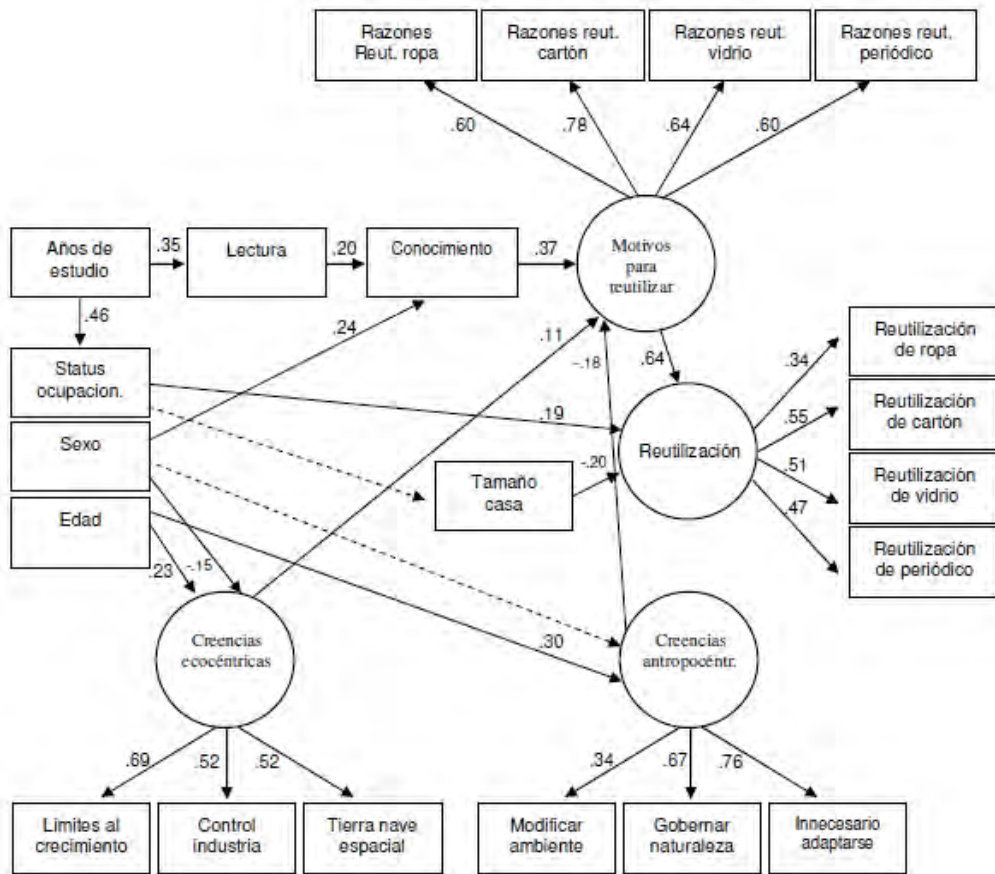 Razones
Reut. ropa
Razones reut.
cartón
Razones reut.
vidrio
Razones reut.
periódico
.60
.78
.64
.60
Años de
estudio
.35
Lectura
.20
Conocimiento
.37
Motivos
para
reutilizar
.46
.24
.11
-.18
.64
Status
ocupacion.
Sexo
Edad
.19
-.20
Tamaño
casa
Reutilización
.34
.55
.51
.47
Reutilización
de ropa
Reutilización
de cartón
Reutilización
de vidrio
Reutilización
de periódico
.23
-.15
.30
Creencias
ecocéntricas
Creencias
antropocéntr.
.69
.52
.52
.34
.67
.76
Límites al
crecimiento
Control
industria
Tierra nave
espacial
Modificar
ambiente
Gobernar
naturaleza
Innecesario
adaptarse